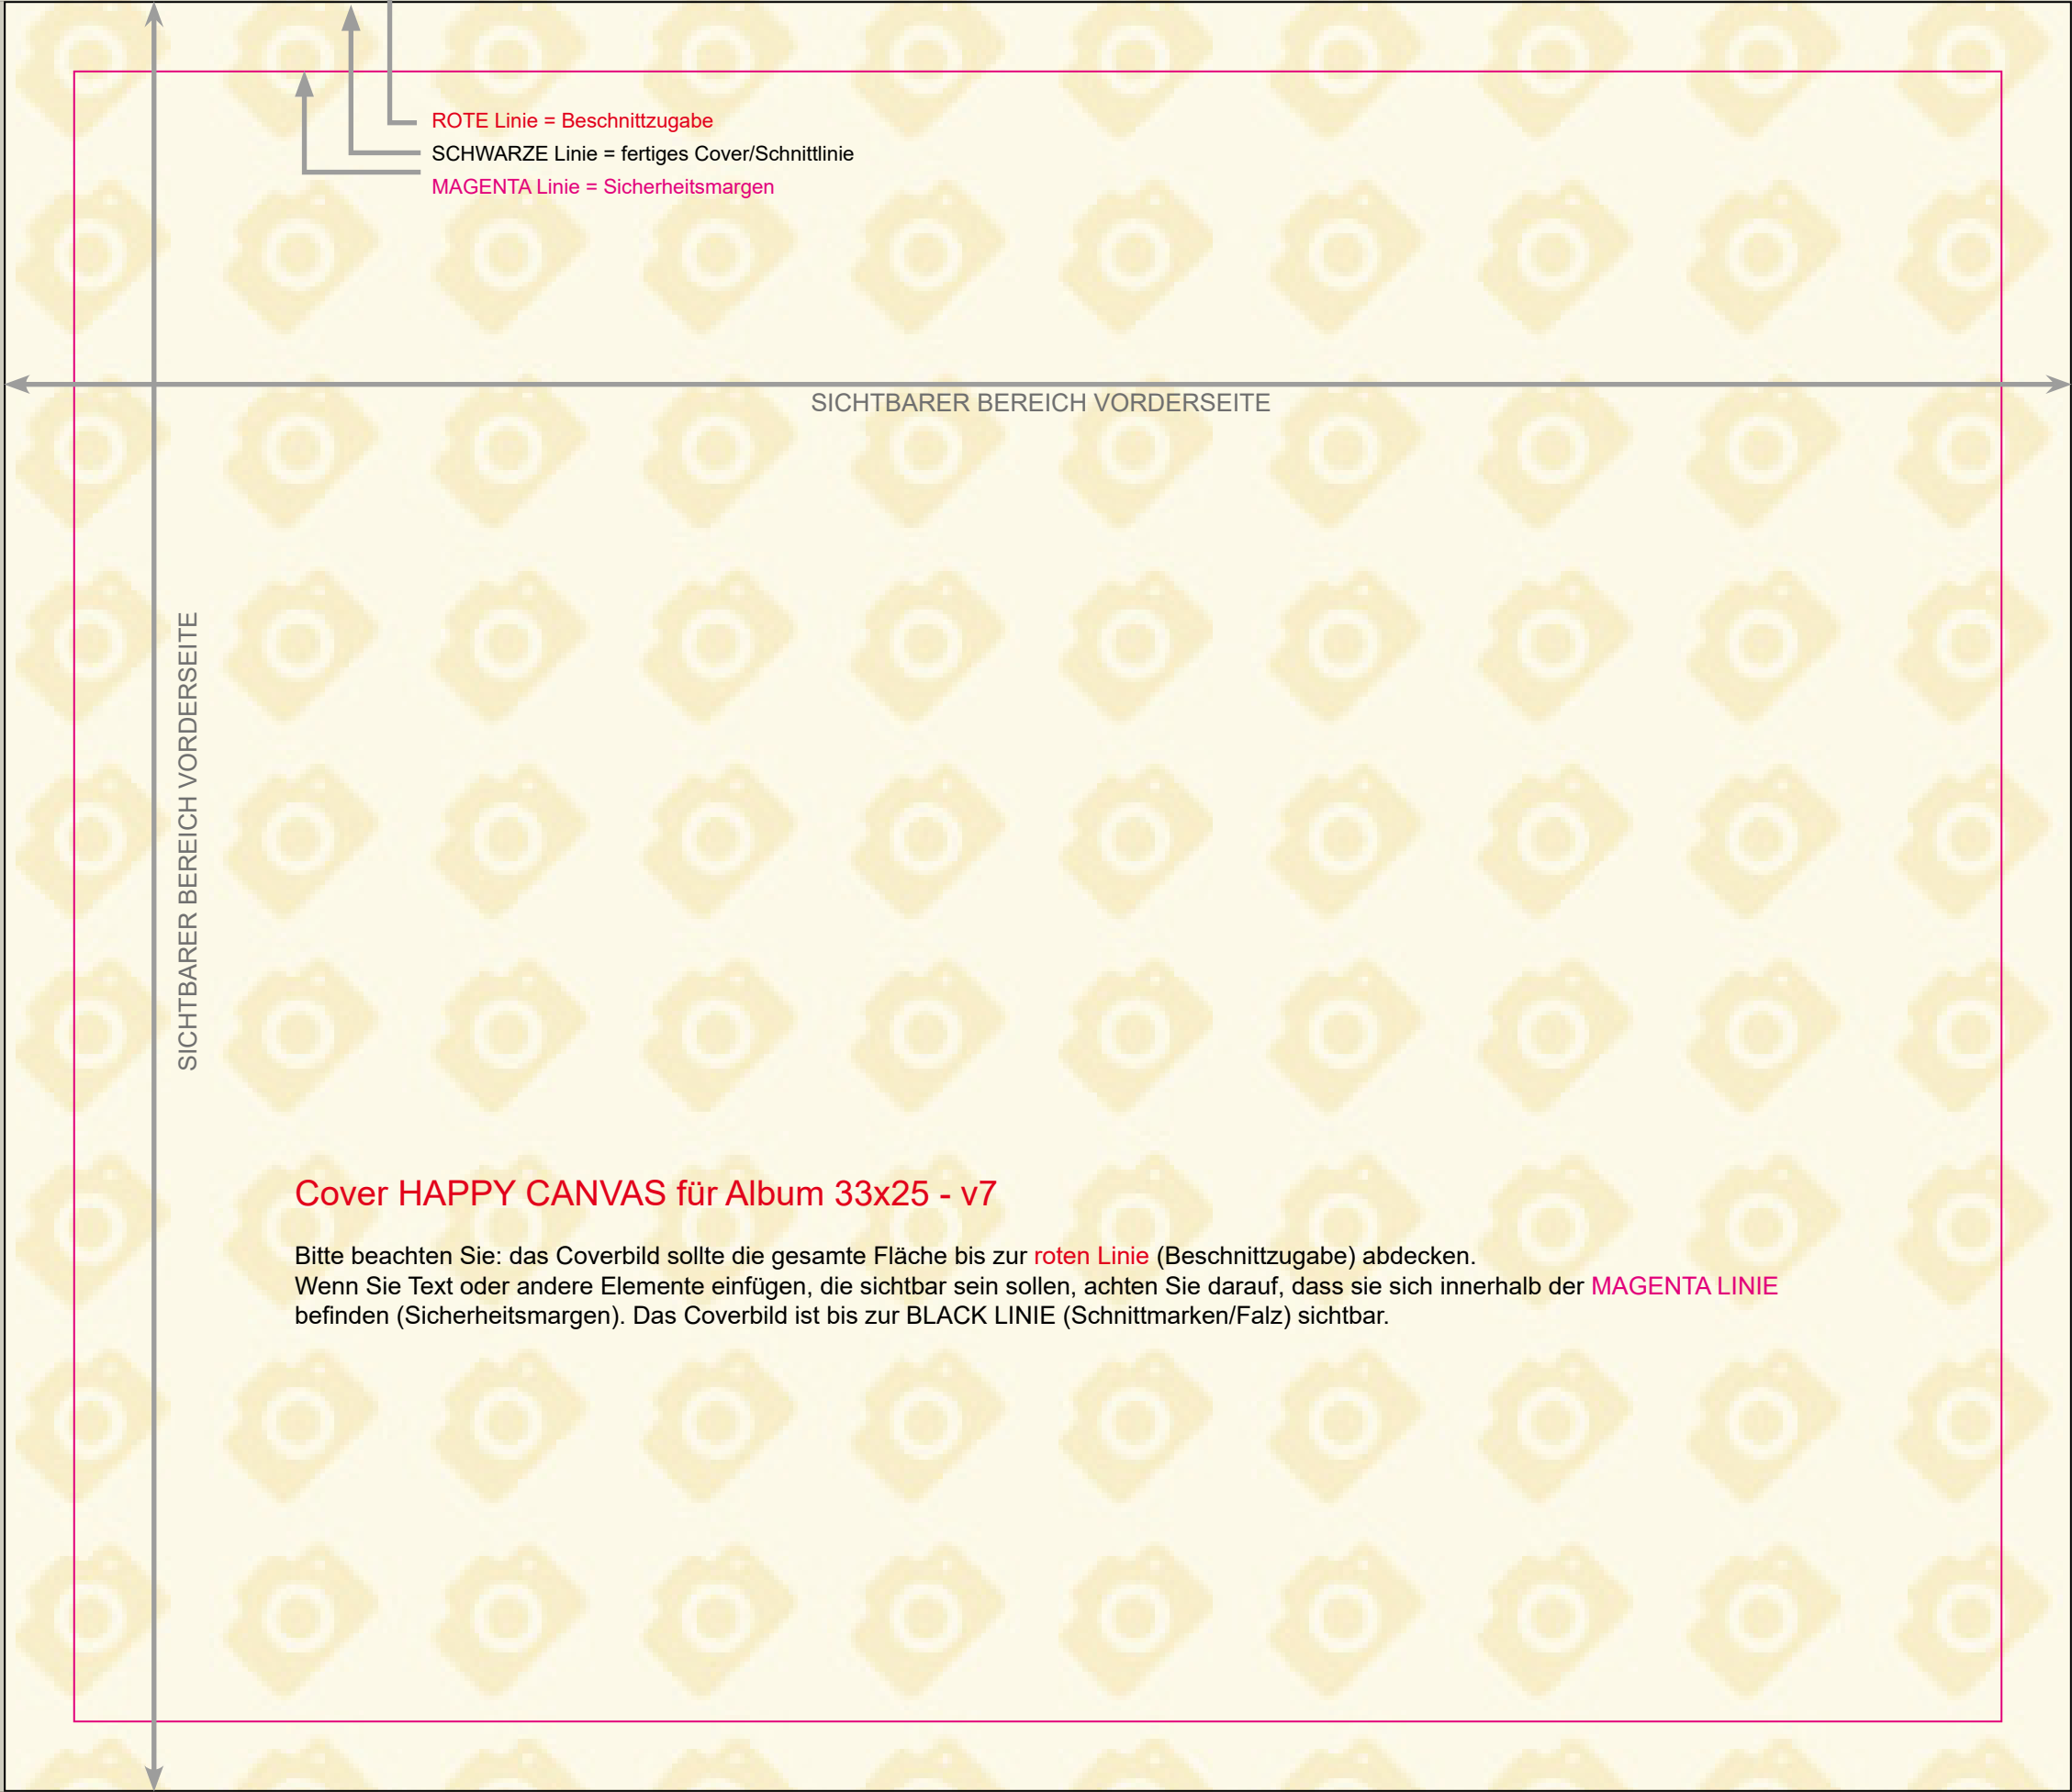 ROTE Linie = Beschnittzugabe
SCHWARZE Linie = fertiges Cover/Schnittlinie
MAGENTA Linie = Sicherheitsmargen
SICHTBARER BEREICH VORDERSEITE
SICHTBARER BEREICH VORDERSEITE
Cover HAPPY CANVAS für Album 33x25 - v7
Bitte beachten Sie: das Coverbild sollte die gesamte Fläche bis zur roten Linie (Beschnittzugabe) abdecken.
Wenn Sie Text oder andere Elemente einfügen, die sichtbar sein sollen, achten Sie darauf, dass sie sich innerhalb der MAGENTA LINIE
befinden (Sicherheitsmargen). Das Coverbild ist bis zur BLACK LINIE (Schnittmarken/Falz) sichtbar.